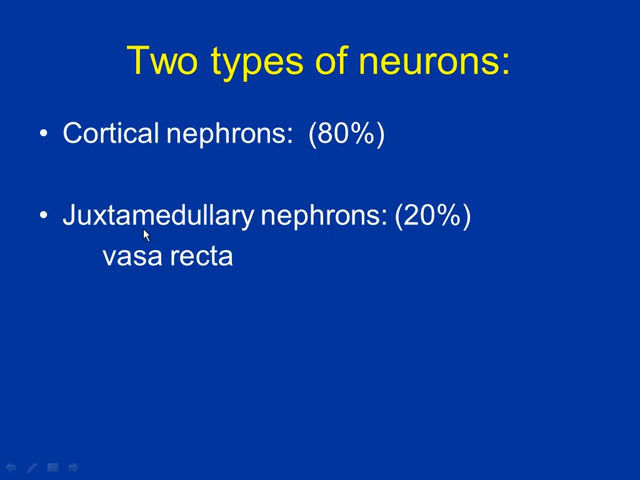 Two types of neurons:
• Cortical nephrons:  (80%)
• Juxtamedullary nephrons: (20%)
vasa recta